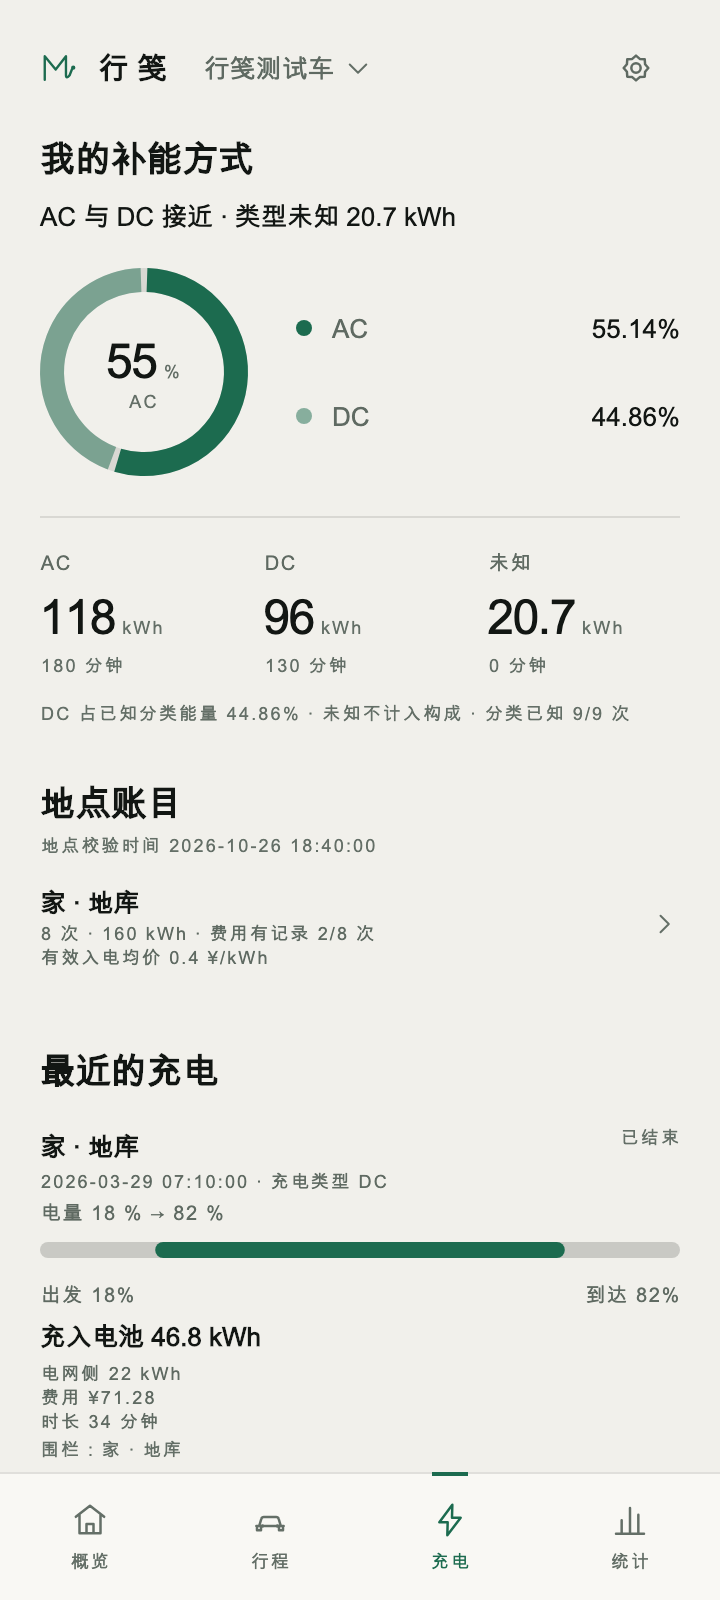 行笺 行笺测试车
我的补能方式
AC 与 DC 接近 · 类型未知 20.7 kWh
55 %
AC
AC 55.14%
DC 44.86%
AC DC 未知
118 kWh 96 kWh 20.7 kWh
180 分钟 130 分钟 0 分钟
DC 占已知分类能量 44.86% · 未知不计入构成 · 分类已知 9/9 次
地点账目
地点校验时间 2026-10-26 18:40:00
家 · 地库
8 次 · 160 kWh · 费用有记录 2/8 次
有效入电均价 0.4 ¥/kWh
最近的充电
家 · 地库 已结束
2026-03-29 07:10:00 · 充电类型 DC
电量 18 % → 82 %
出发 18% 到达 82%
充入电池 46.8 kWh
电网侧 22 kWh
费用 ¥71.28
时长 34 分钟
围栏：家 · 地库
概览 行程 充电 统计